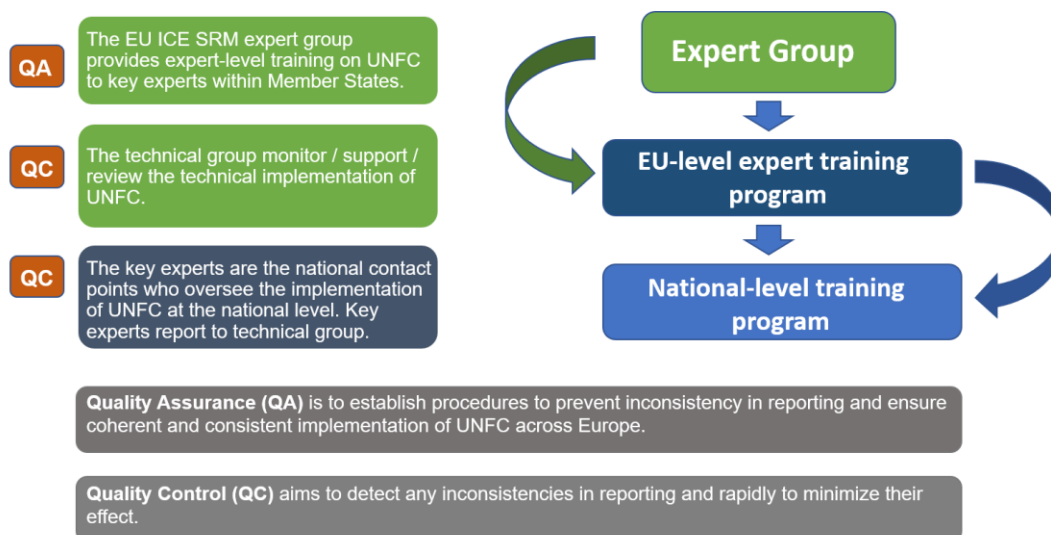 QA
The EU ICE SRM expert group
provides expert-level training on UNFC
to key experts within Member States.
QC
The technical group monitor / support /
review the technical implementation of
UNFC.
QC
The key experts are the national contact
points who oversee the implementation
of UNFC at the national level. Key
experts report to technical group.
Expert Group
EU-level expert training
program
National-level training
program
Quality Assurance (QA) is to establish procedures to prevent inconsistency in reporting and ensure
coherent and consistent implementation of UNFC across Europe.
Quality Control (QC) aims to detect any inconsistencies in reporting and rapidly to minimize their
effect.